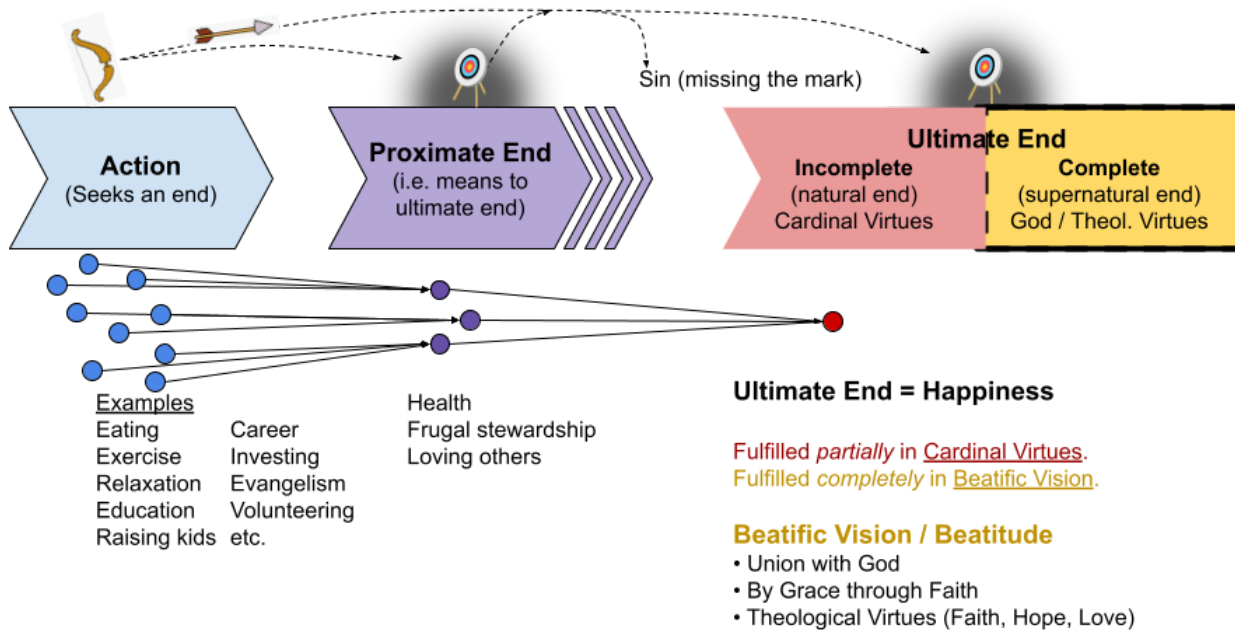 Sin (missing the mark)
Action
(Seeks an end)
Proximate End
(i.e. means to
ultimate end)
Ultimate End
Incomplete
(natural end)
Cardinal Virtues
Complete
(supernatural end)
God / Theol. Virtues
Examples
Eating
Exercise
Relaxation
Education
Raising kids
Career
Investing
Evangelism
Volunteering
etc.
Health
Frugal stewardship
Loving others
Ultimate End = Happiness
Fulfilled partially in Cardinal Virtues.
Fulfilled completely in Beatific Vision.
Beatific Vision / Beatitude
• Union with God
• By Grace through Faith
• Theological Virtues (Faith, Hope, Love)